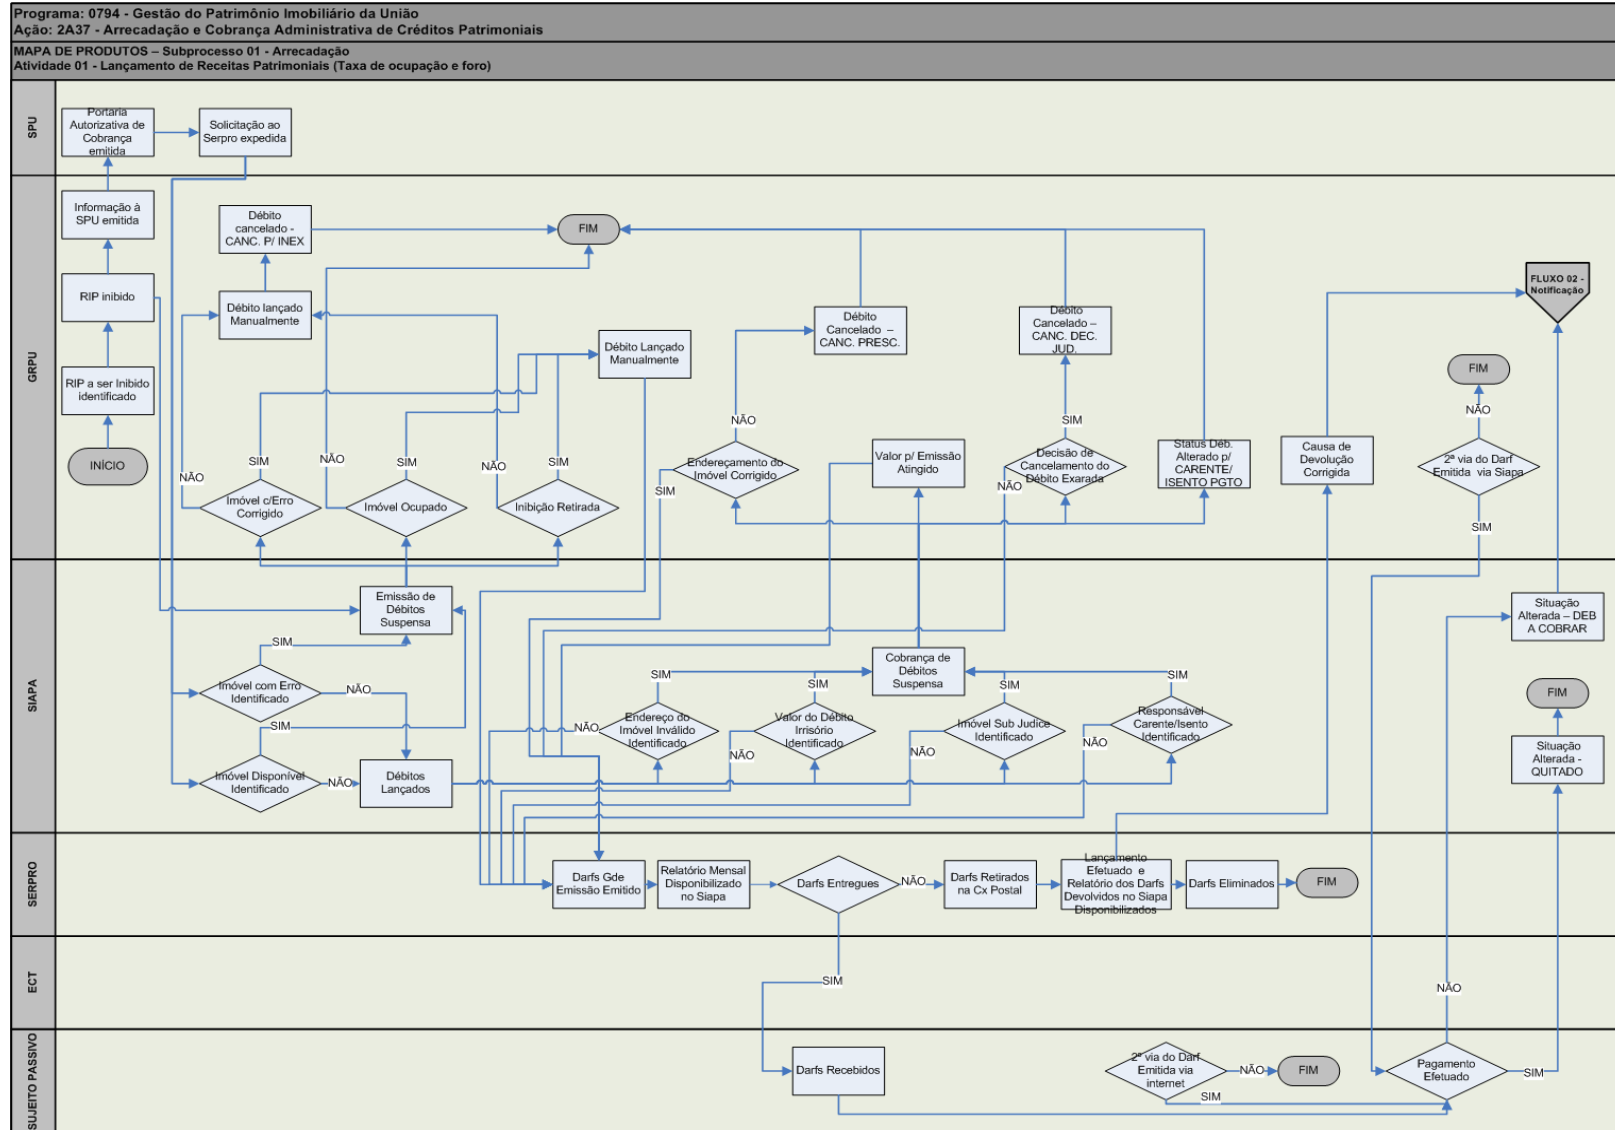 Programa: 0794 - Gestão do Patrimônio Imobiliário da União
Ação: 2A37 - Arrecadação e Cobrança Administrativa de Créditos Patrimoniais
MAPA DE PRODUTOS – Subprocesso 01 - Arrecadação
Atividade 01 - Lançamento de Receitas Patrimoniais (Taxa de ocupação e foro)
SPU
Portaria
Autorizativa de
Cobrança
emitida
Solicitação ao
Serpro expedida
GRPU
Informação à
SPU emitida
RIP inibido
RIP a ser Inibido
identificado
INÍCIO
Débito
cancelado -
CANC. P/ INEX
Débito lançado
Manualmente
FIM
Débito Lançado
Manualmente
Débito
Cancelado –
CANC. PRESC.
Débito
Cancelado –
CANC. DEC.
JUD.
FLUXO 02 -
Notificação
FIM
NÃO
SIM
NÃO
SIM
NÃO
SIM
NÃO
SIM
SIM
NÃO
NÃO
SIM
Imóvel c/Erro
Corrigido
Imóvel Ocupado
Inibição Retirada
Endereçamento do
Imóvel Corrigido
Valor p/ Emissão
Atingido
Decisão de
Cancelamento do
Débito Exarada
Status Déb.
Alterado p/
CARENTE/
ISENTO PGTO
Causa de
Devolução
Corrigida
2ª via do Darf
Emitida via Siapa
SIAPA
Emissão de
Débitos
Suspensa
SIM
Imóvel com Erro
Identificado
NÃO
SIM
Imóvel Disponível
Identificado
NÃO
Débitos
Lançados
Cobrança de
Débitos
Suspensa
SIM
SIM
SIM
SIM
Endereço do
Imóvel Inválido
Identificado
Valor do Débito
Irrisório
Identificado
Imóvel Sub Judice
Identificado
Responsável
Carente/Isento
Identificado
NÃO
NÃO
NÃO
NÃO
Situação
Alterada – DEB
A COBRAR
FIM
Situação
Alterada -
QUITADO
SERPRO
Darfs Gde
Emissão Emitido
Relatório Mensal
Disponibilizado
no Siapa
Darfs Entregues
NÃO
Darfs Retirados
na Cx Postal
Lançamento
Efetuado e
Relatório dos Darfs
Devolvidos no Siapa
Disponibilizados
Darfs Eliminados
FIM
ECT
SIM
NÃO
SUJEITO PASSIVO
Darfs Recebidos
2ª via do Darf
Emitida via
internet
NÃO
FIM
SIM
Pagamento
Efetuado
SIM